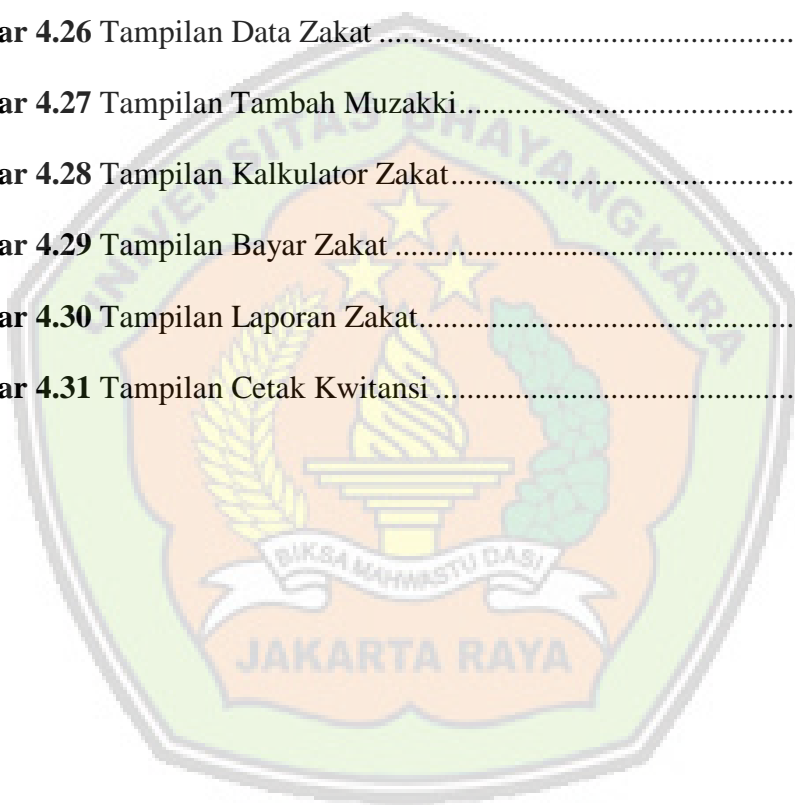 ar 4.26 Tampilan Data Zakat ....................................................
ar 4.27 Tampilan Tambah Muzakki..........................................
ar 4.28 Tampilan Kalkulator Zakat...........................................
ar 4.29 Tampilan Bayar Zakat ..................................................
ar 4.30 Tampilan Laporan Zakat...............................................
ar 4.31 Tampilan Cetak Kwitansi .............................................
UNIVERSITAS BHAYANGKARA
BIKSA MAHWASTU DASI
JAKARTA RAYA